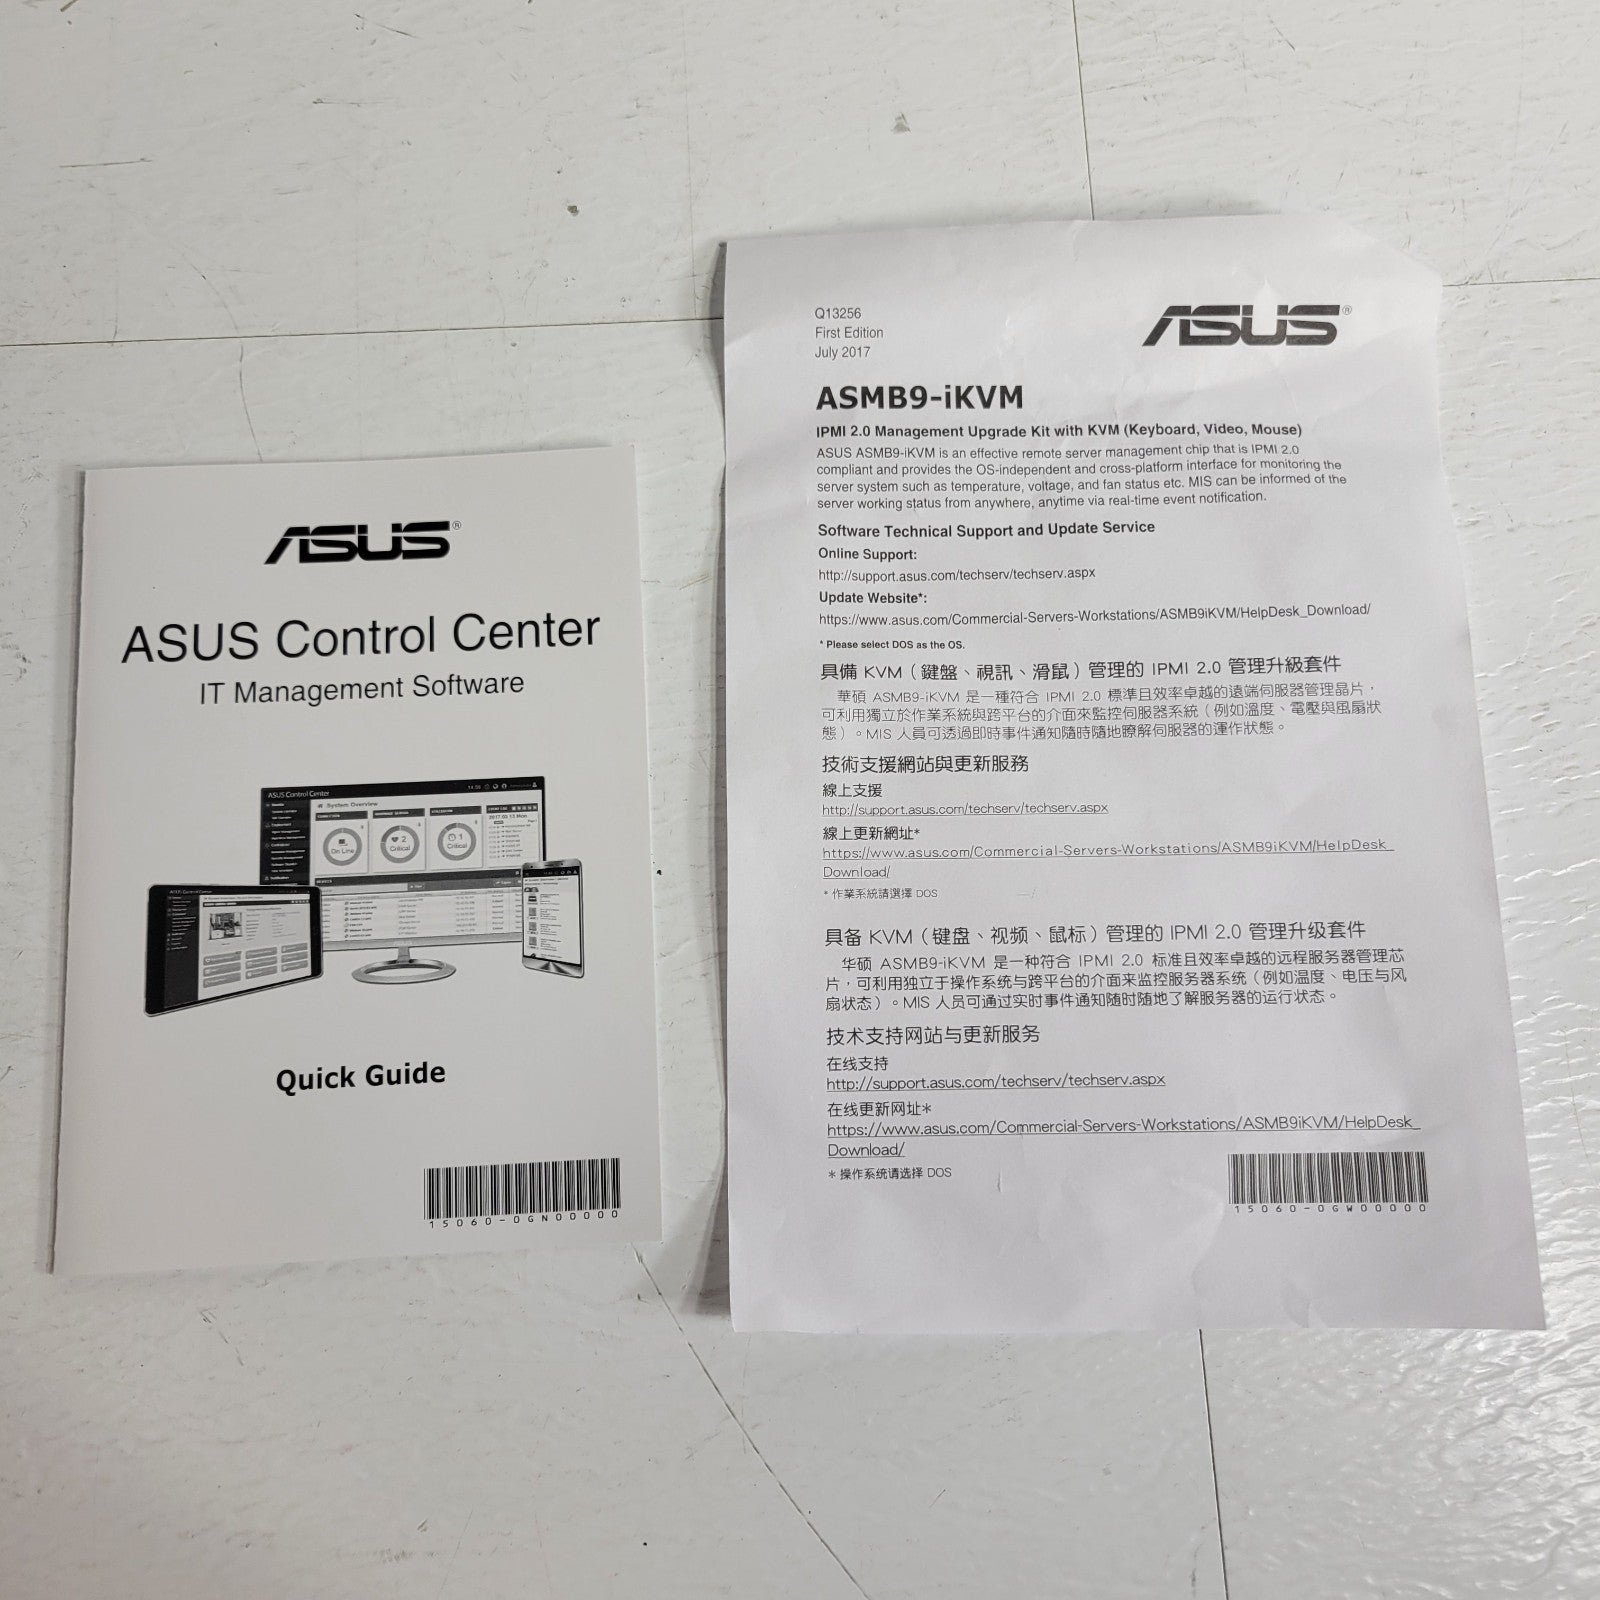 ASUS®
ASUS Control Center
IT Management Software
ASUS Control Center
System Overview
On Line
2
Critical
1
Critical
ASUS Control Center
Quick Guide
15060-0GN00000
Q13256
First Edition
July 2017
ASUS®
ASMB9-iKVM
IPMI 2.0 Management Upgrade Kit with KVM (Keyboard, Video, Mouse)
ASUS ASMB9-iKVM is an effective remote server management chip that is IPMI 2.0
compliant and provides the OS-independent and cross-platform interface for monitoring the
server system such as temperature, voltage, and fan status etc. MIS can be informed of the
server working status from anywhere, anytime via real-time event notification.
Software Technical Support and Update Service
Online Support:
http://support.asus.com/techserv/techserv.aspx
Update Website*:
https://www.asus.com/Commercial-Servers-Workstations/ASMB9iKVM/HelpDesk_Download/
* Please select DOS as the OS.
具備 KVM（鍵盤、視訊、滑鼠）管理的 IPMI 2.0 管理升級套件
華碩 ASMB9-iKVM 是一種符合 IPMI 2.0 標準且效率卓越的遠端伺服器管理晶片，
可利用獨立於作業系統與跨平台的介面來監控伺服器系統（例如溫度、電壓與風扇狀
態）。MIS 人員可透過即時事件通知隨時隨地瞭解伺服器的運作狀態。
技術支援網站與更新服務
線上支援
http://support.asus.com/techserv/techserv.aspx
線上更新網址*
https://www.asus.com/Commercial-Servers-Workstations/ASMB9iKVM/HelpDesk_
Download/
* 作業系統請選擇 DOS
具备 KVM（键盘、视频、鼠标）管理的 IPMI 2.0 管理升级套件
华硕 ASMB9-iKVM 是一种符合 IPMI 2.0 标准且效率卓越的远程服务器管理芯
片，可利用独立于操作系统与跨平台的介面来监控服务器系统（例如温度、电压与风
扇状态）。MIS 人员可通过实时事件通知随时随地了解服务器的运行状态。
技术支持网站与更新服务
在线支持
http://support.asus.com/techserv/techserv.aspx
在线更新网址*
https://www.asus.com/Commercial-Servers-Workstations/ASMB9iKVM/HelpDesk_
Download/
* 操作系统请选择 DOS
15060-0GW00000